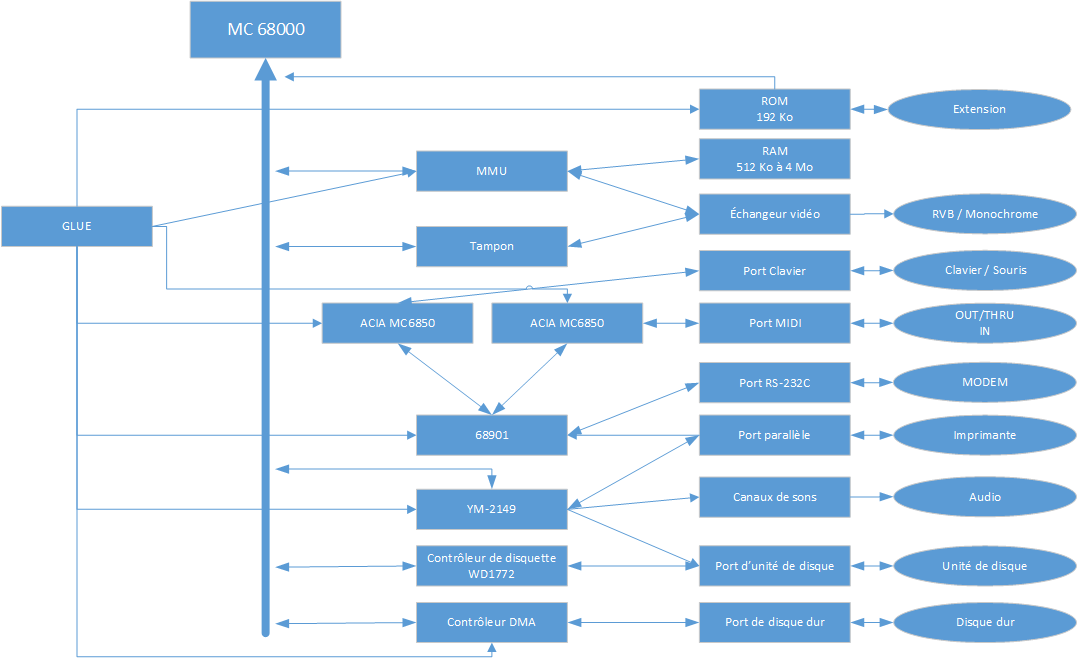 MC 68000
ROM
192 Ko
Extension
RAM
512 Ko à 4 Mo
MMU
Échangeur vidéo
RVB / Monochrome
GLUE
Tampon
Port Clavier
Clavier / Souris
ACIA MC6850
ACIA MC6850
Port MIDI
OUT/THRU
IN
Port RS-232C
MODEM
68901
Port parallèle
Imprimante
YM-2149
Canaux de sons
Audio
Contrôleur de disquette
WD1772
Port d’unité de disque
Unité de disque
Contrôleur DMA
Port de disque dur
Disque dur